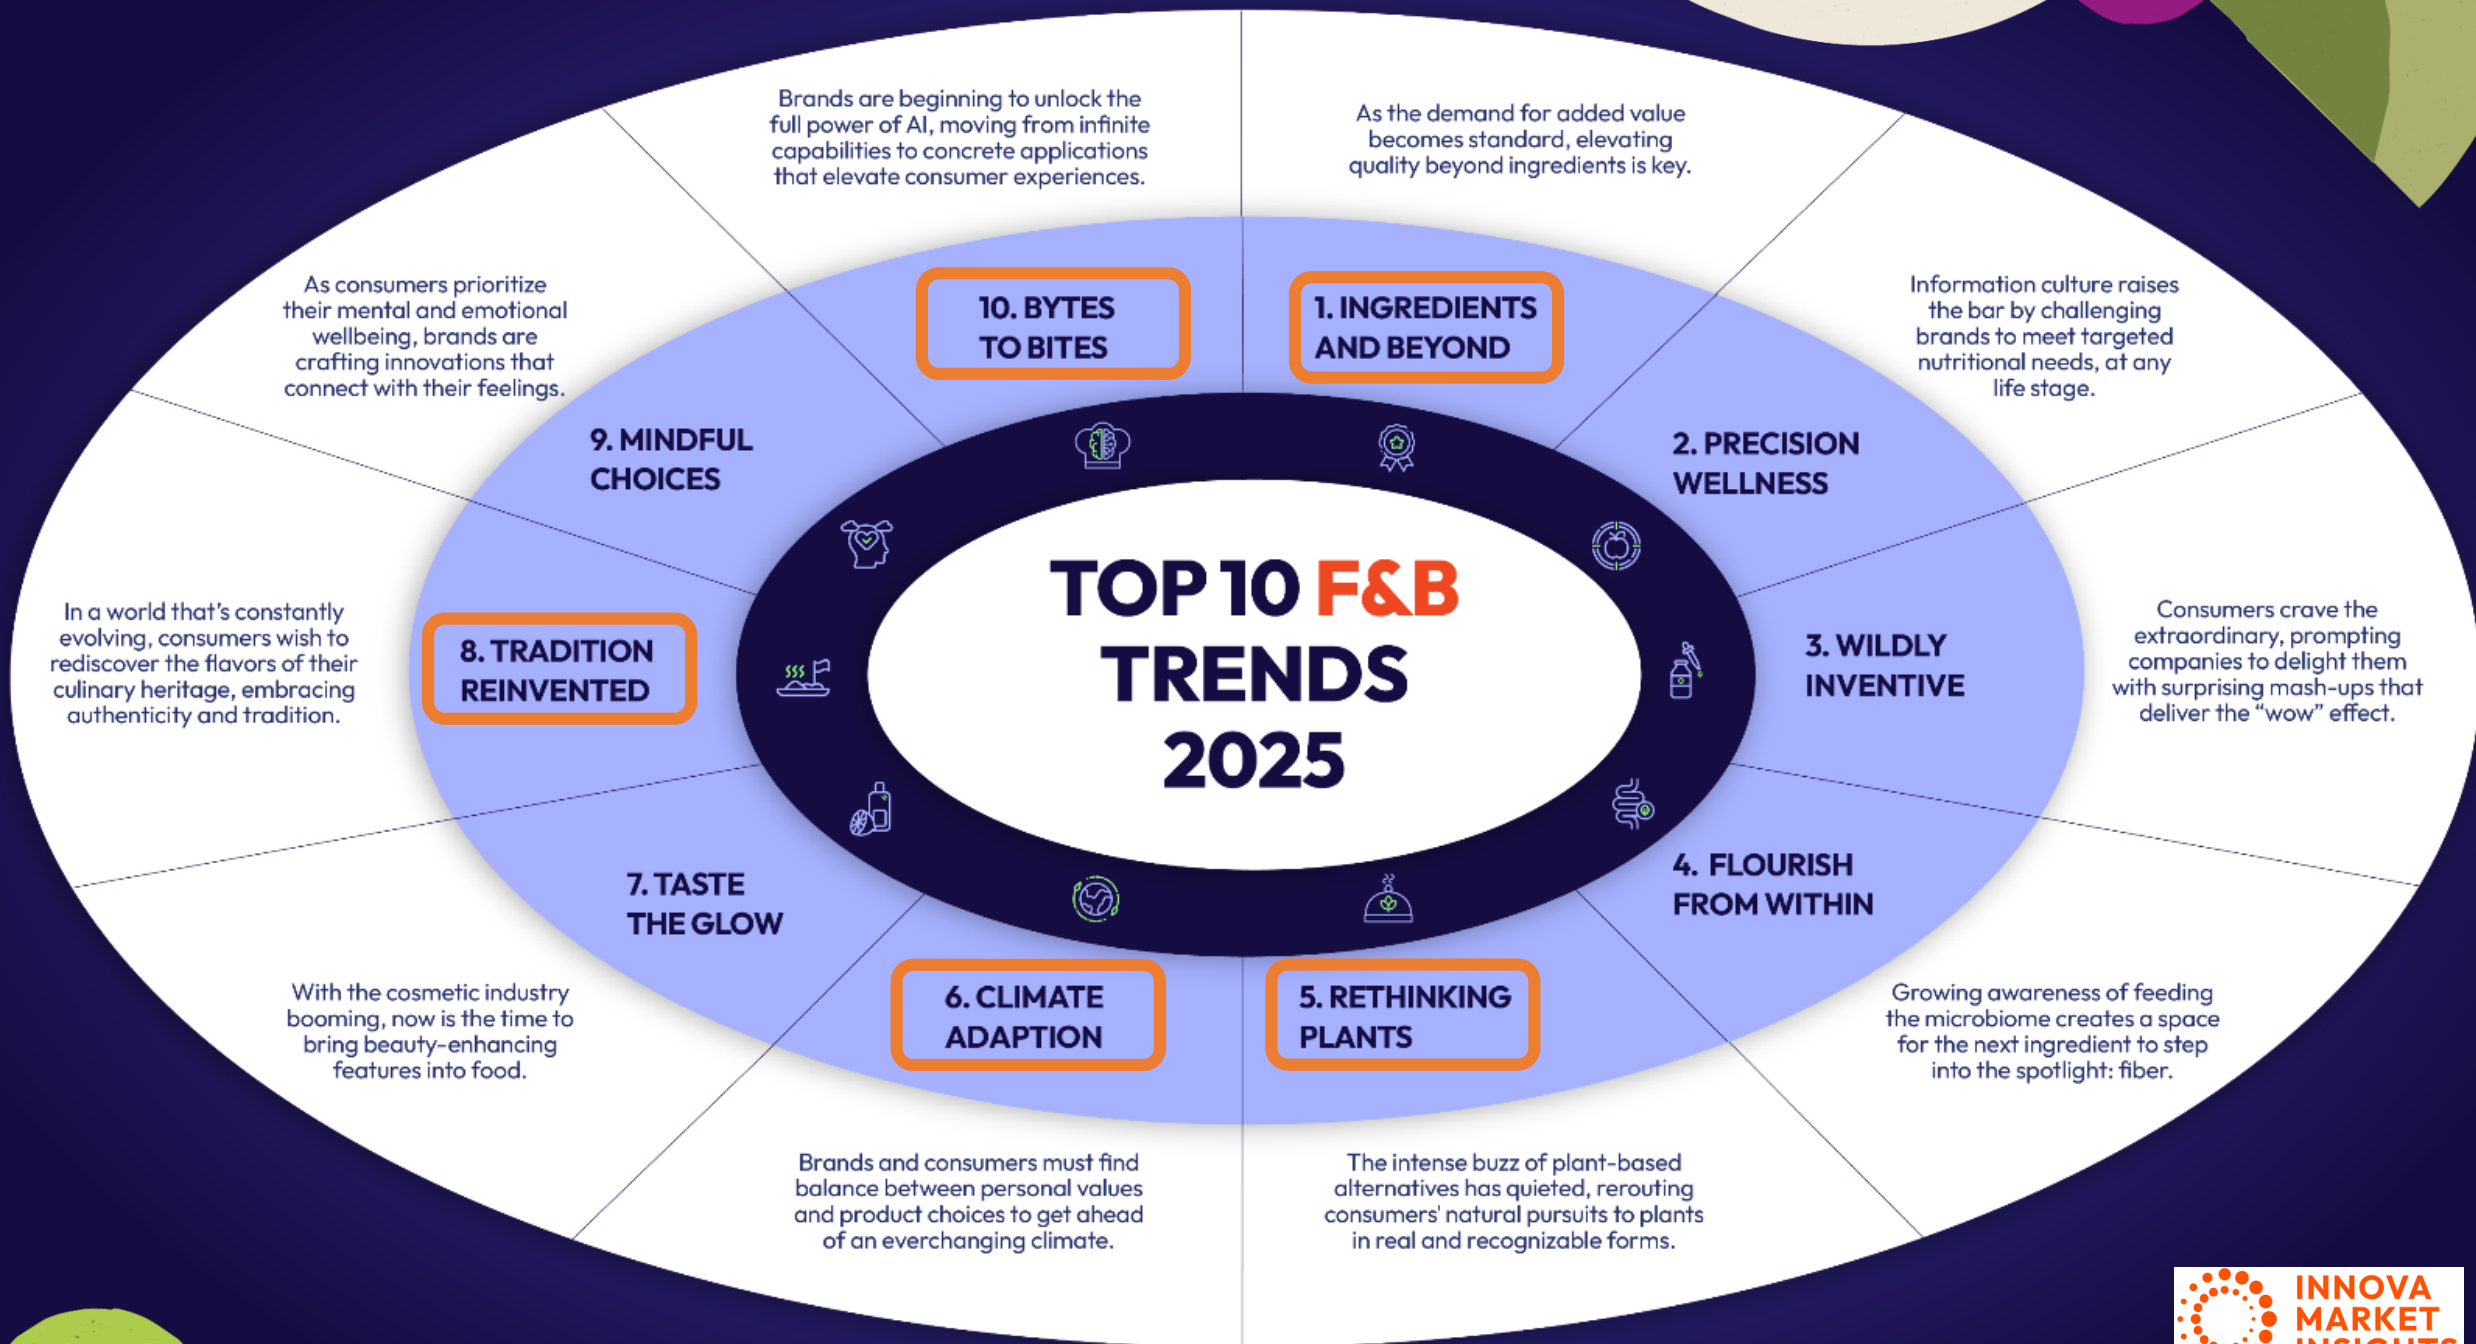 TOP 10 F&B
TRENDS
2025
1. INGREDIENTS
AND BEYOND
As the demand for added value
becomes standard, elevating
quality beyond ingredients is key.
2. PRECISION
WELLNESS
Information culture raises
the bar by challenging
brands to meet targeted
nutritional needs, at any
life stage.
3. WILDLY
INVENTIVE
Consumers crave the
extraordinary, prompting
companies to delight them
with surprising mash-ups that
deliver the “wow” effect.
4. FLOURISH
FROM WITHIN
Growing awareness of feeding
the microbiome creates a space
for the next ingredient to step
into the spotlight: fiber.
5. RETHINKING
PLANTS
The intense buzz of plant-based
alternatives has quieted, rerouting
consumers' natural pursuits to plants
in real and recognizable forms.
6. CLIMATE
ADAPTION
Brands and consumers must find
balance between personal values
and product choices to get ahead
of an everchanging climate.
7. TASTE
THE GLOW
With the cosmetic industry
booming, now is the time to
bring beauty-enhancing
features into food.
8. TRADITION
REINVENTED
In a world that’s constantly
evolving, consumers wish to
rediscover the flavors of their
culinary heritage, embracing
authenticity and tradition.
9. MINDFUL
CHOICES
As consumers prioritize
their mental and emotional
wellbeing, brands are
crafting innovations that
connect with their feelings.
10. BYTES
TO BITES
Brands are beginning to unlock the
full power of AI, moving from infinite
capabilities to concrete applications
that elevate consumer experiences.
INNOVA
MARKET
INSIGHTS